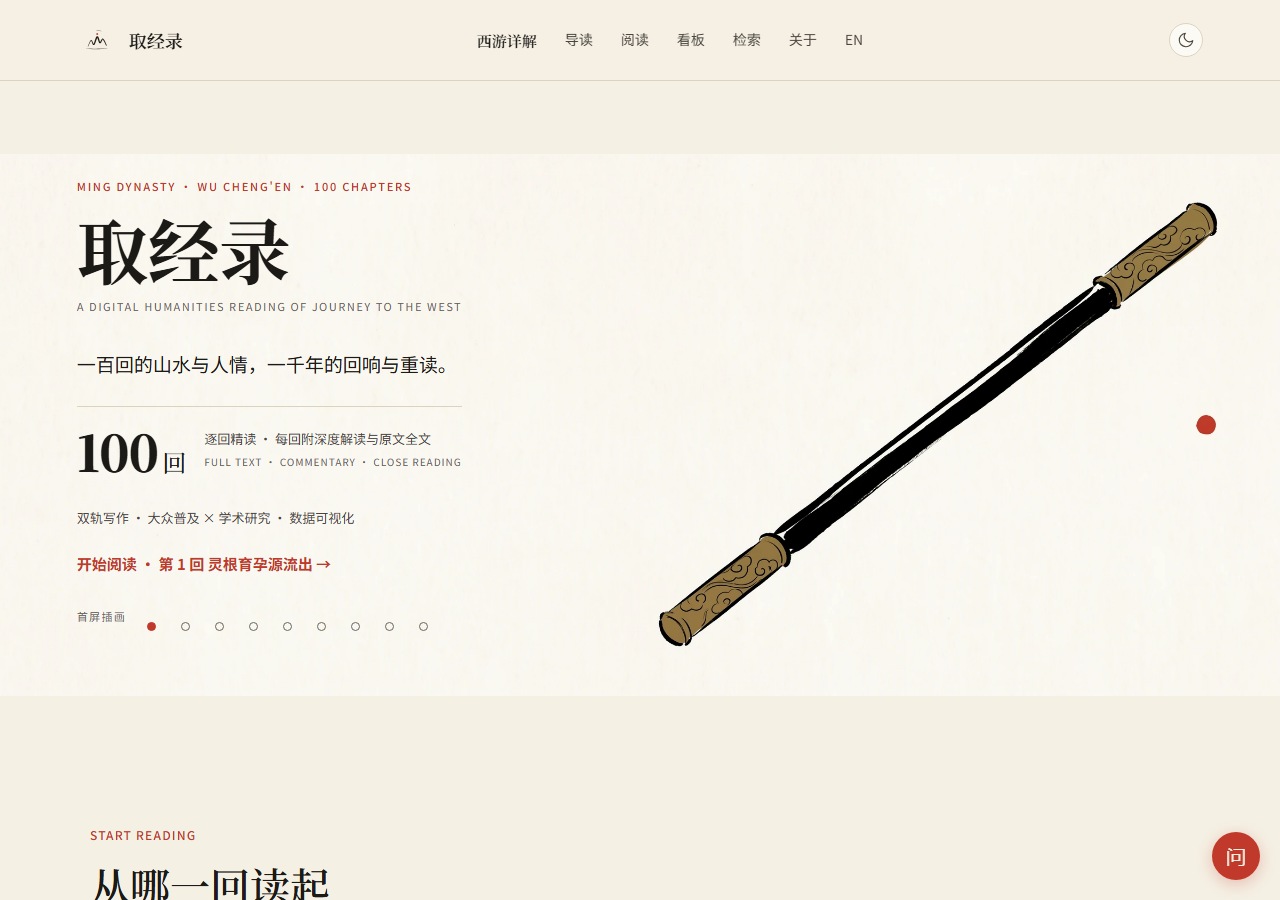 取经录
西游详解 导读 阅读 看板 检索 关于 EN
MING DYNASTY · WU CHENG'EN · 100 CHAPTERS
取经录
A DIGITAL HUMANITIES READING OF JOURNEY TO THE WEST
一百回的山水与人情，一千年的回响与重读。
100 回
逐回精读 · 每回附深度解读与原文全文
FULL TEXT · COMMENTARY · CLOSE READING
双轨写作 · 大众普及 × 学术研究 · 数据可视化
开始阅读 · 第 1 回 灵根育孕源流出 →
首屏插画
START READING
从哪一回读起
问